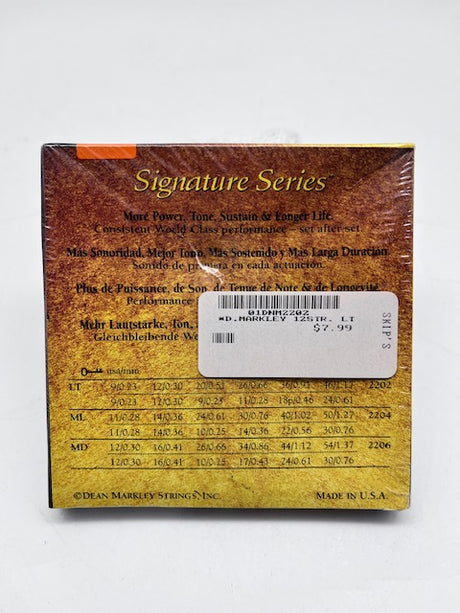 Signature Series
More Power, Tone, Sustain & Longer Life.
Consistent World Class performance – set after set.
Mas Sonoridad, Mejor Tono, Mas Sostenido y Mas Larga Duracion.
Sonido de primera en cada actuacion.
Plus de Puissance, de Son, de Tenue de Note & de Longevite.
Performance
Mehr Lautstarke, Ton,
Gleichbleibende
01DNM2202
*D.MARKLEY 12STR. LT
$7.99
SKIP'S
usa/mm
LT 9/0.23 12/0.30 20/0.51 26/0.66 36/0.91 46/1.17 2202
9/0.23 12/0.30 9/0.23 11/0.28 18p/0.46 24/0.61
ML 11/0.28 14/0.36 24/0.61 30/0.76 40/1.02 50/1.27 2204
11/0.28 14/0.36 10/0.25 14/0.36 22/0.56 30/0.76
MD 12/0.30 16/0.41 26/0.66 34/0.86 44/1.12 54/1.37 2206
12/0.30 16/0.41 10/0.25 17/0.43 24/0.61 30/0.76
©DEAN MARKLEY STRINGS, INC.
MADE IN U.S.A.